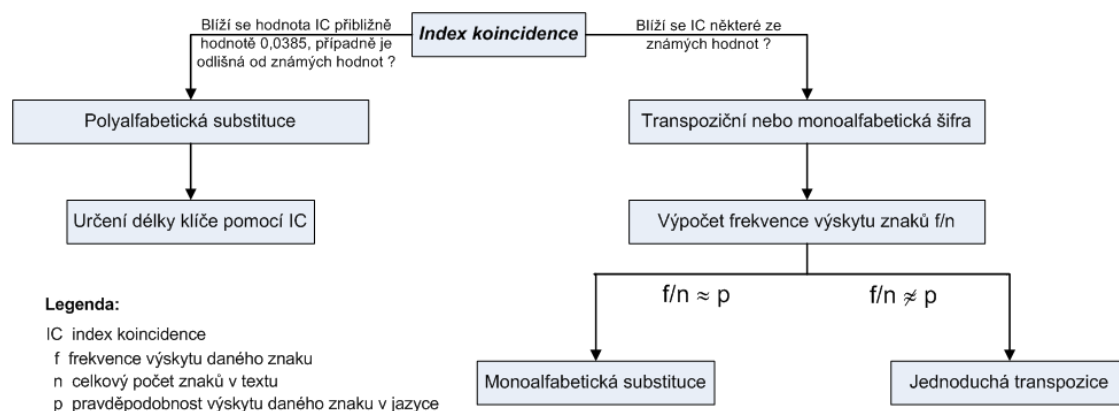 Blíží se hodnota IC přibližně
hodnotě 0,0385, případně je
odlišná od známých hodnot ?
Index koincidence
Blíží se IC některé ze
známých hodnot ?
Polyalfabetická substituce
Transpoziční nebo monoalfabetická šifra
Určení délky klíče pomocí IC
Výpočet frekvence výskytu znaků f/n
f/n ≈ p
f/n ≉ p
Monoalfabetická substituce
Jednoduchá transpozice
Legenda:
IC index koincidence
f frekvence výskytu daného znaku
n celkový počet znaků v textu
p pravděpodobnost výskytu daného znaku v jazyce